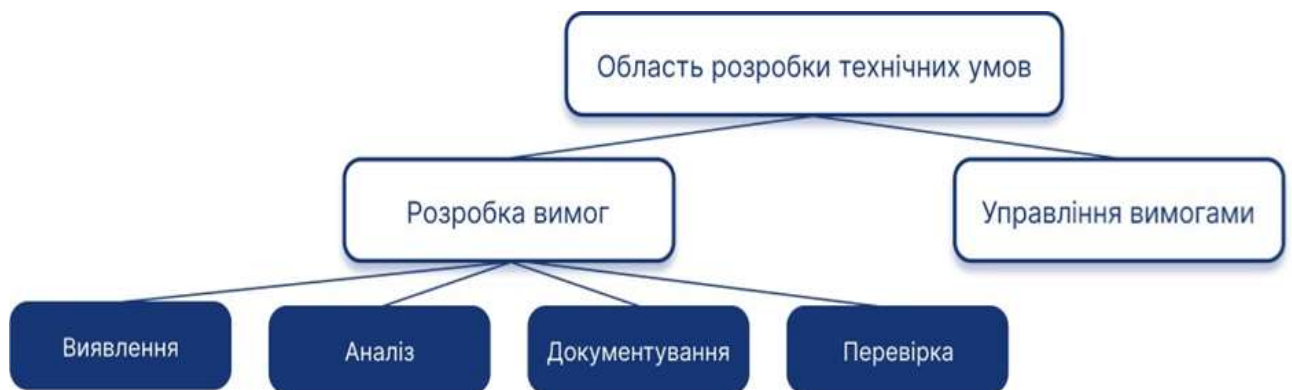 Область розробки технічних умов
Розробка вимог
Управління вимогами
Виявлення
Аналіз
Документування
Перевірка